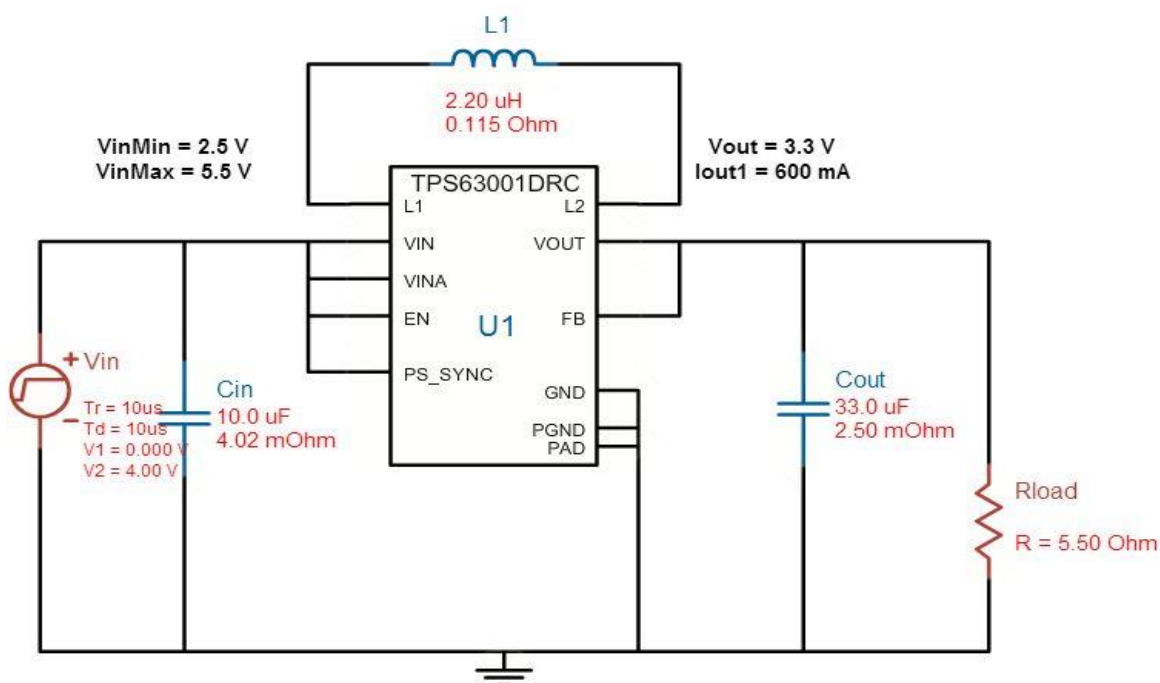 L1
2.20 uH
0.115 Ohm
VinMin = 2.5 V
VinMax = 5.5 V
Vout = 3.3 V
Iout1 = 600 mA
TPS63001DRC
L1
L2
VIN
VOUT
VINA
EN
U1
FB
PS_SYNC
GND
PGND
PAD
+
Vin
Tr = 10us
Td = 10us
V1 = 0.000 V
V2 = 4.00 V
Cin
10.0 uF
4.02 mOhm
Cout
33.0 uF
2.50 mOhm
Rload
R = 5.50 Ohm